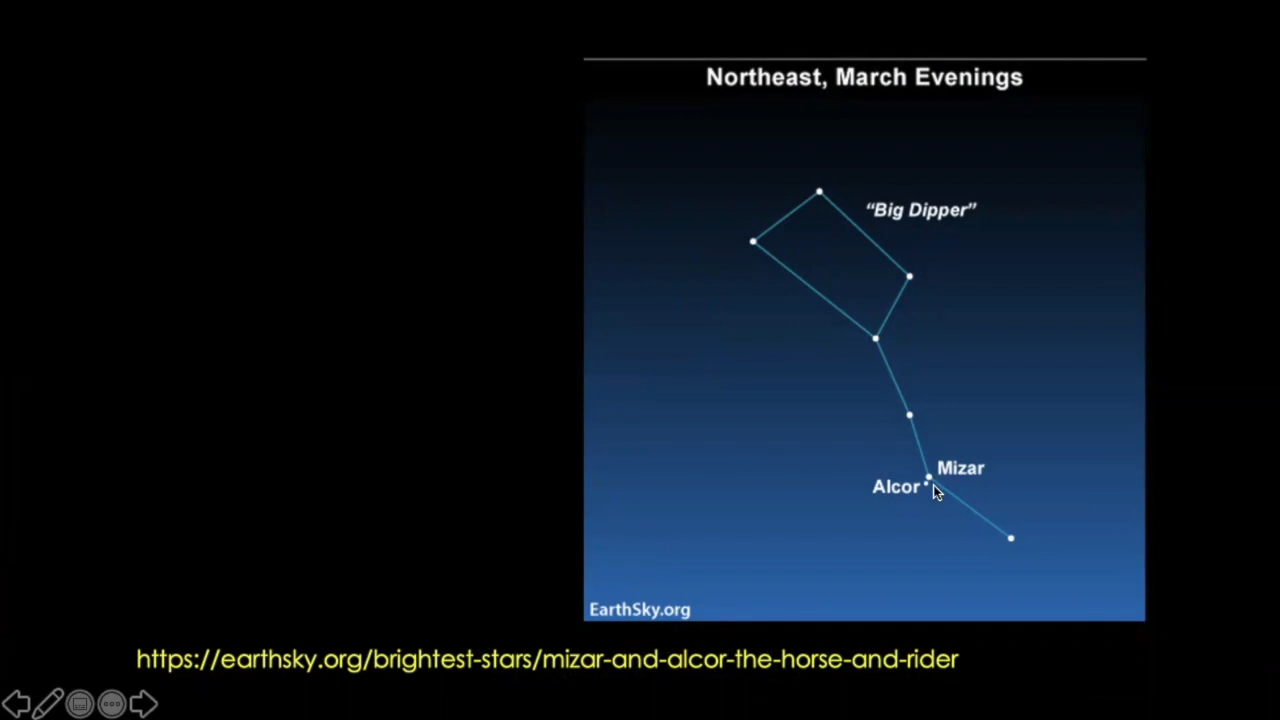 Northeast, March Evenings
“Big Dipper”
Mizar
Alcor
EarthSky.org
https://earthsky.org/brightest-stars/mizar-and-alcor-the-horse-and-rider